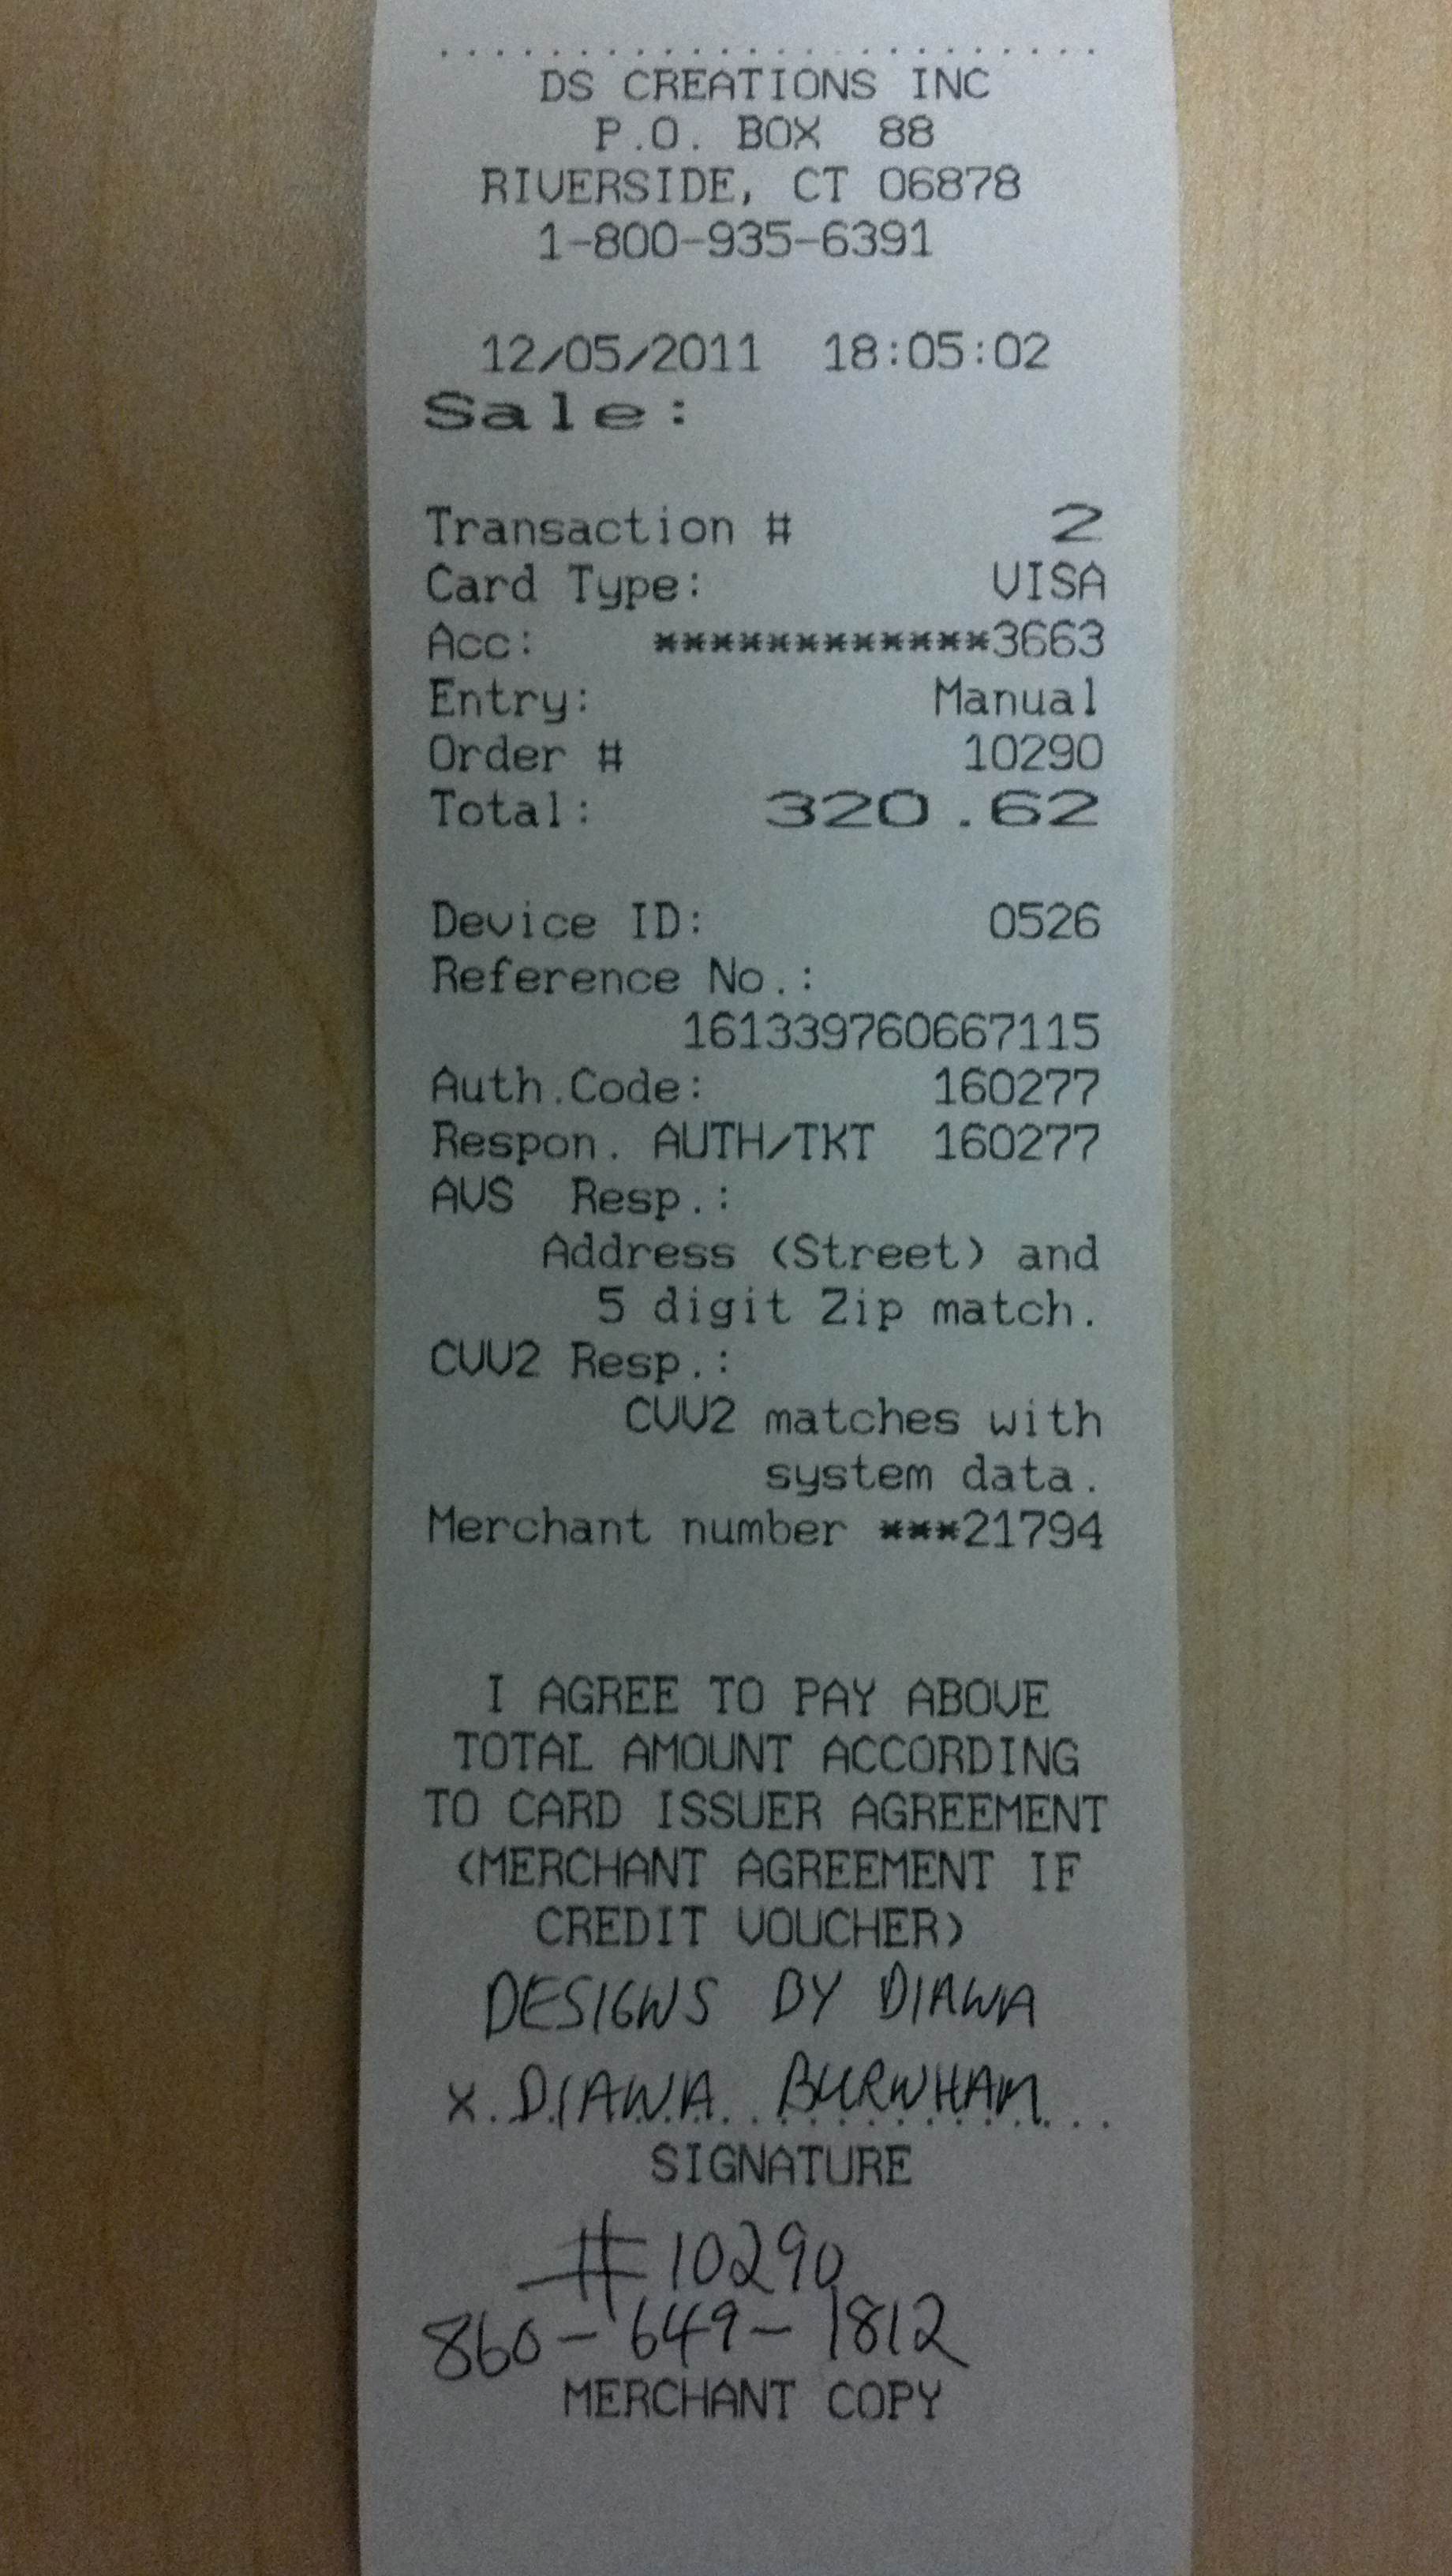 DS CREATIONS INC
P.O. BOX 88
RIVERSIDE, CT 06878
1-800-935-6391
12/05/2011 18:05:02
Sale:
Transaction # 2
Card Type: VISA
Acc: ************3663
Entry: Manual
Order # 10290
Total: 320.62
Device ID: 0526
Reference No.:
161339760667115
Auth.Code: 160277
Respon. AUTH/TKT 160277
AVS Resp.:
Address (Street) and
5 digit Zip match.
CVV2 Resp.:
CVV2 matches with
system data.
Merchant number ***21794
I AGREE TO PAY ABOVE
TOTAL AMOUNT ACCORDING
TO CARD ISSUER AGREEMENT
(MERCHANT AGREEMENT IF
CREDIT VOUCHER)
DESIGNS BY DIANA
X DIANA BURNHAM
SIGNATURE
#10290
860-649-1812
MERCHANT COPY